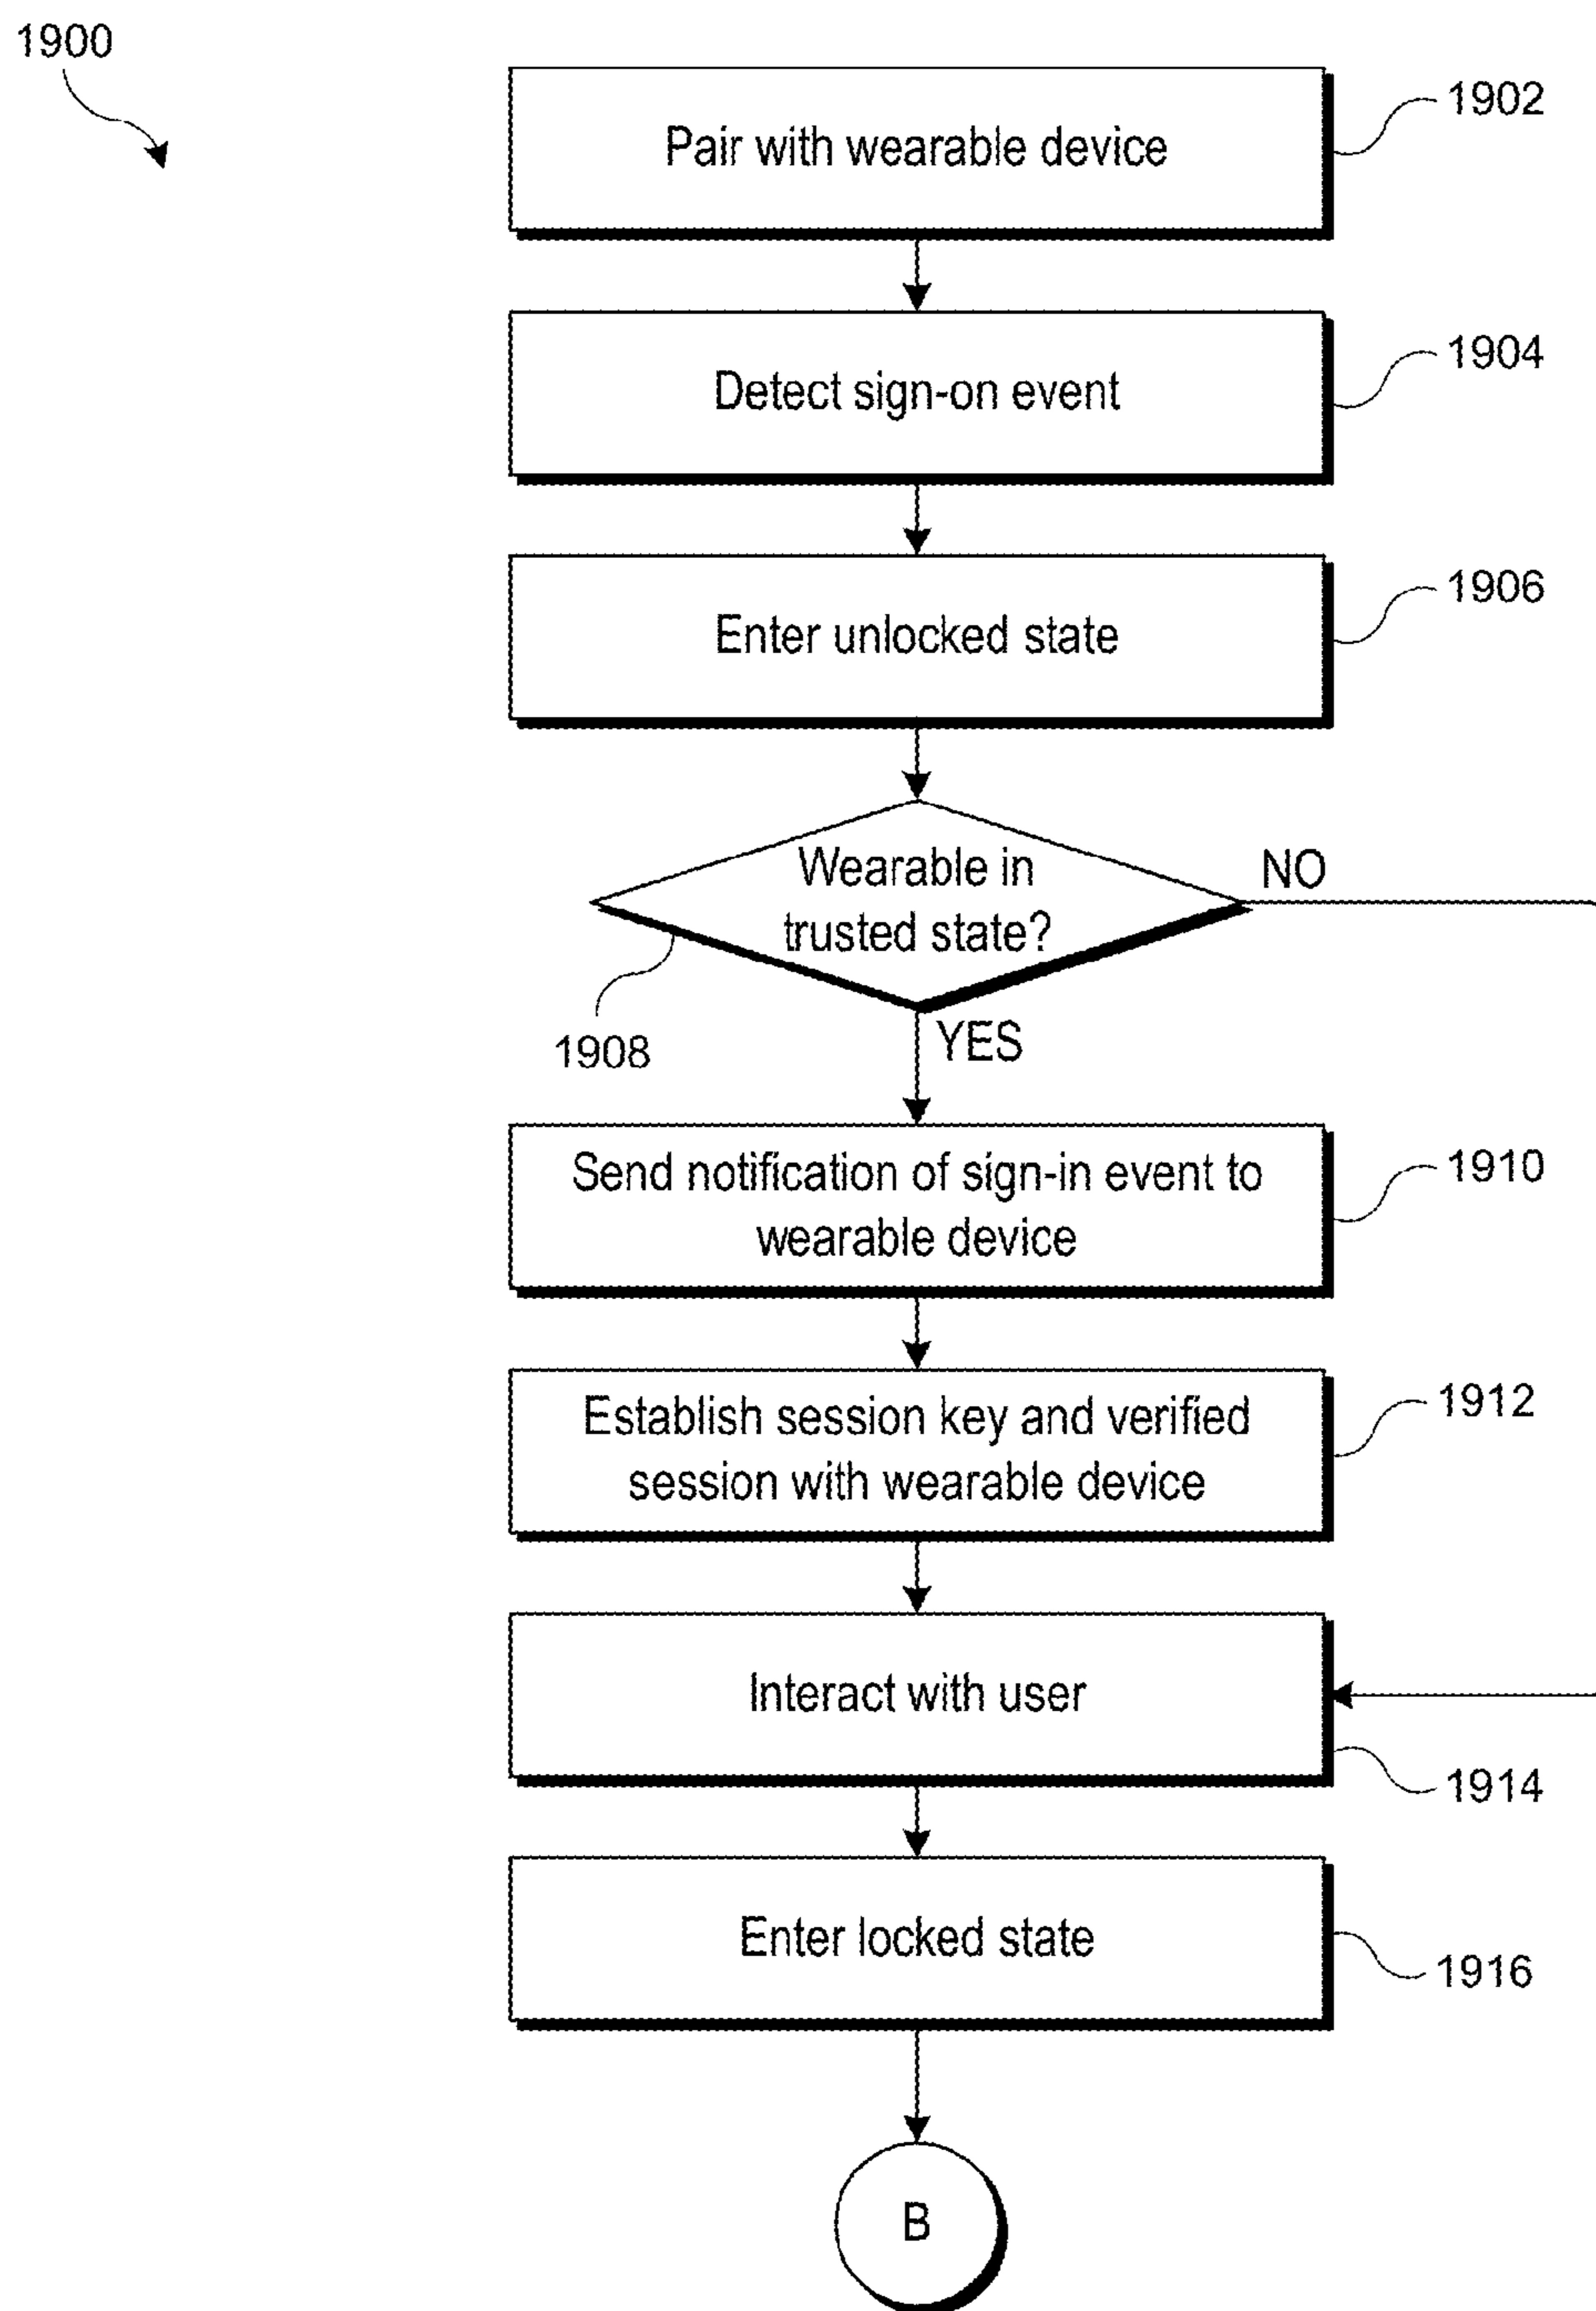 1900
Pair with wearable device
1902
Detect sign-on event
1904
Enter unlocked state
1906
Wearable in
trusted state?
NO
1908
YES
Send notification of sign-in event to
wearable device
1910
Establish session key and verified
session with wearable device
1912
Interact with user
1914
Enter locked state
1916
B